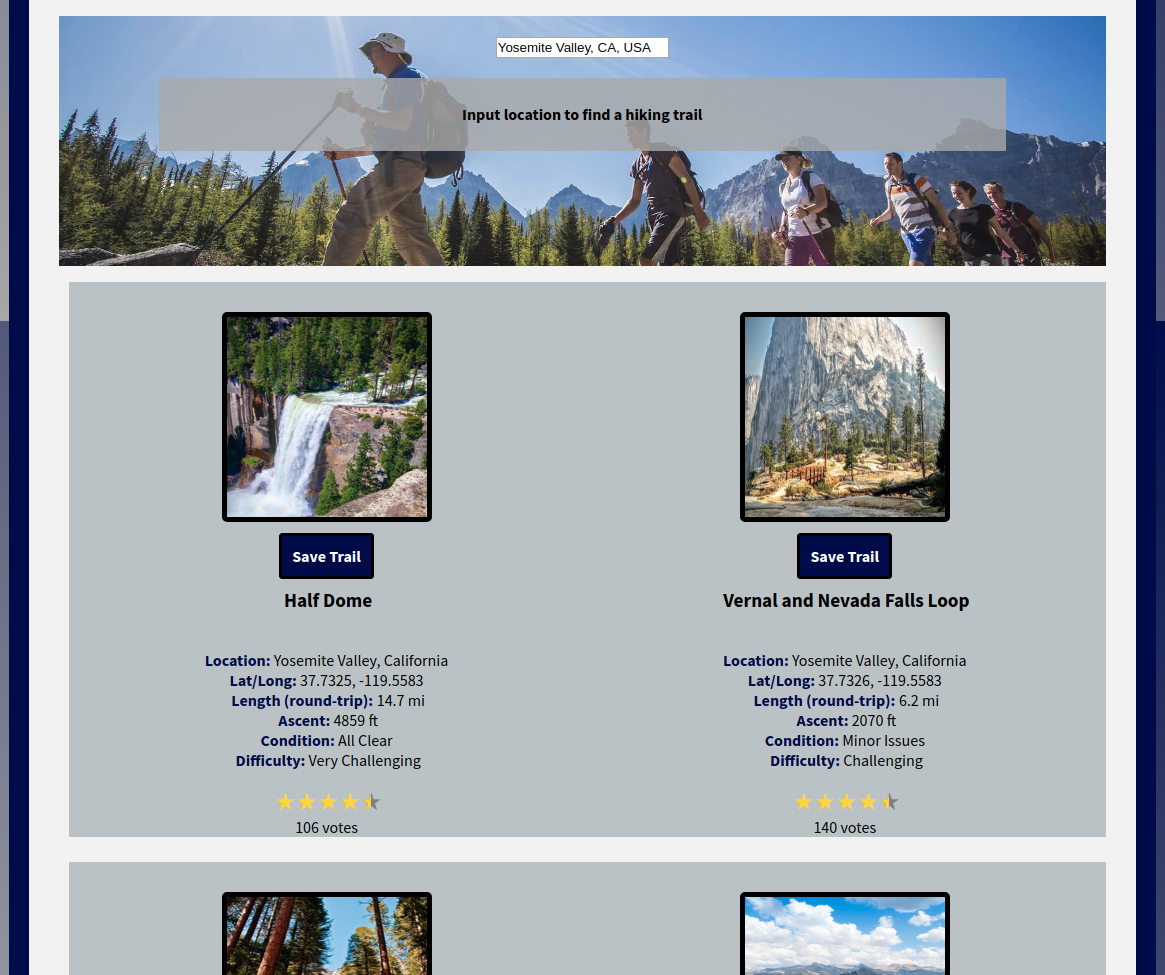 Yosemite Valley, CA, USA
Input location to find a hiking trail
Save Trail
Half Dome
Location: Yosemite Valley, California
Lat/Long: 37.7325, -119.5583
Length (round-trip): 14.7 mi
Ascent: 4859 ft
Condition: All Clear
Difficulty: Very Challenging
106 votes
Save Trail
Vernal and Nevada Falls Loop
Location: Yosemite Valley, California
Lat/Long: 37.7326, -119.5583
Length (round-trip): 6.2 mi
Ascent: 2070 ft
Condition: Minor Issues
Difficulty: Challenging
140 votes